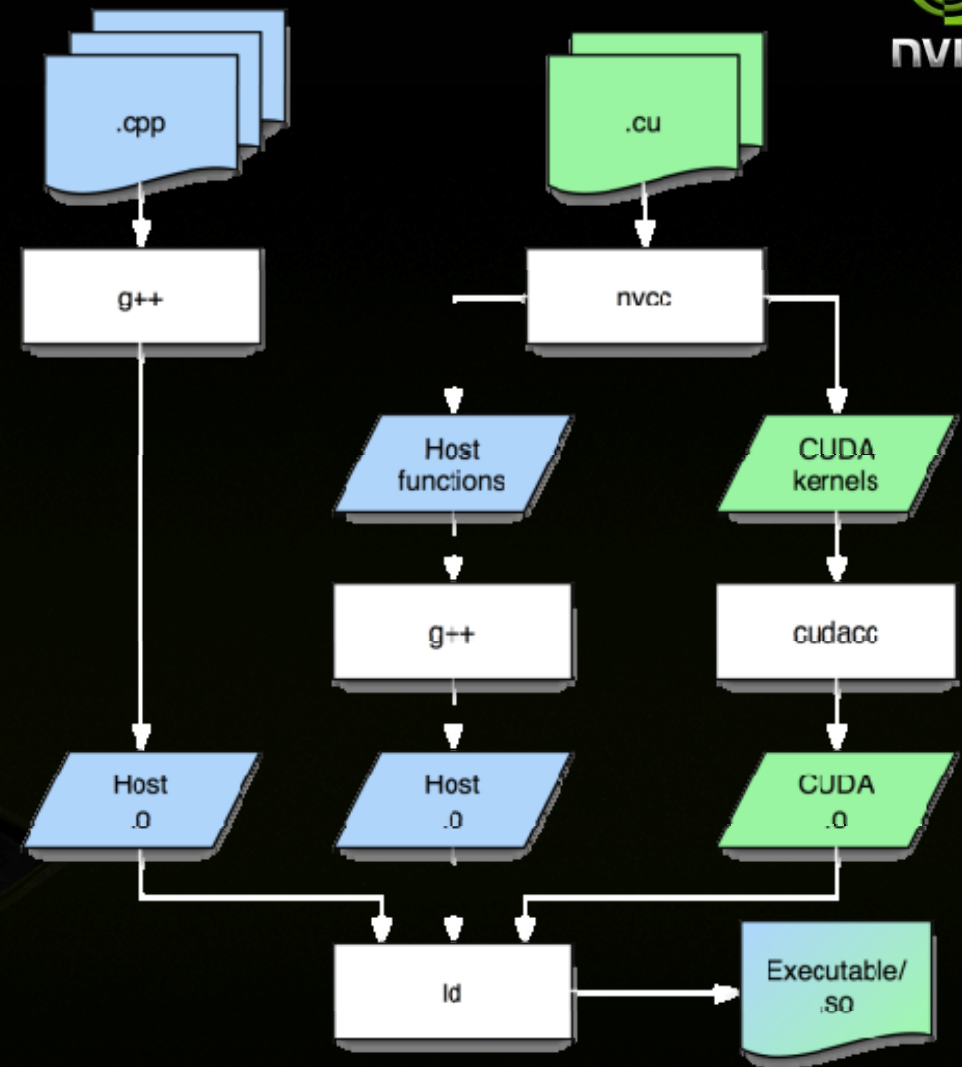 .cpp
.cu
g++
nvcc
Host
functions
CUDA
kernels
g++
cudacc
Host
.o
Host
.o
CUDA
.o
ld
Executable/
.so